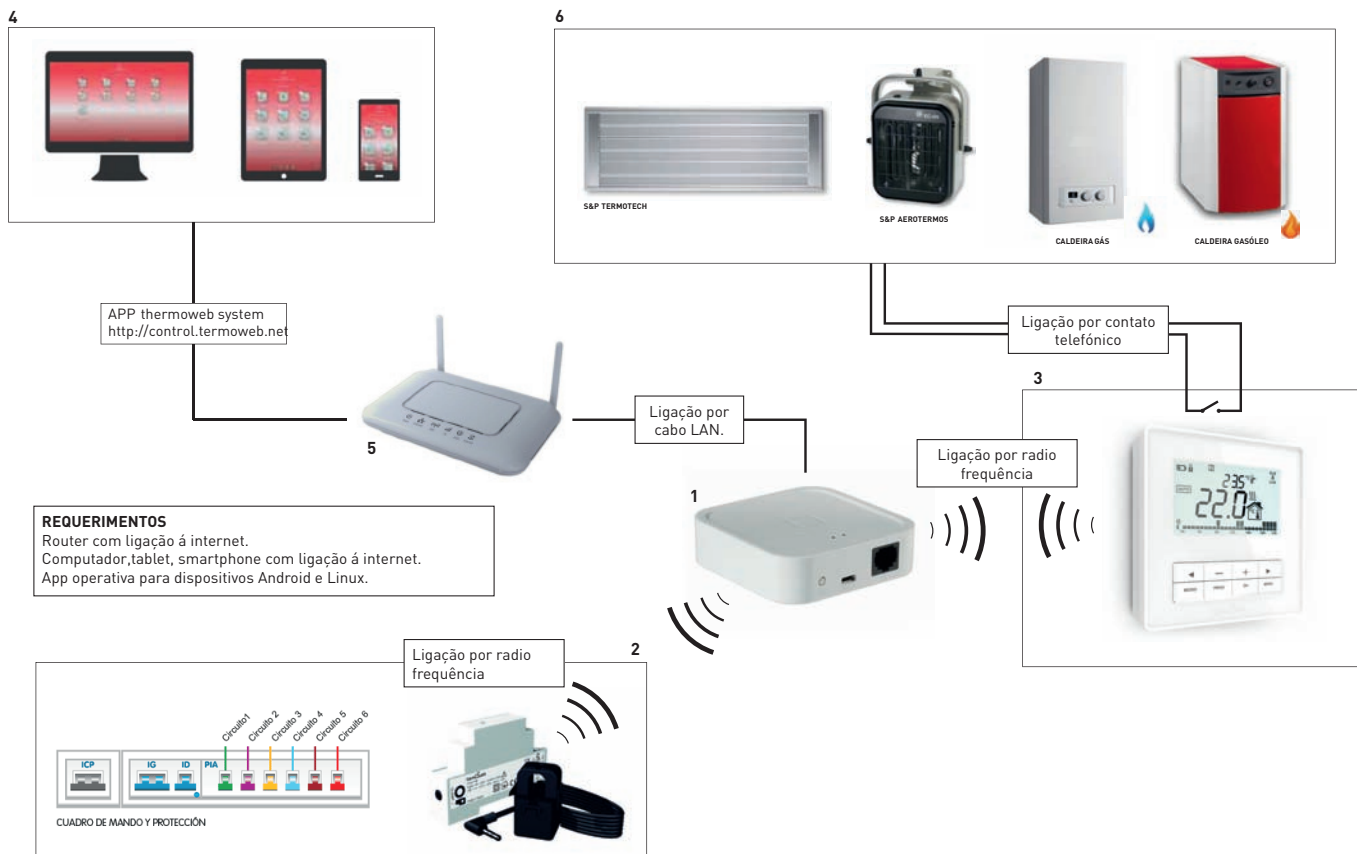 4
6
S&P TERMOTECH
S&P AEROTERMOS
CALDEIRA GÁS
CALDEIRA GASÓLEO
APP thermoweb system
http://control.termoweb.net
Ligação por contato
telefónico
3
5
Ligação por
cabo LAN.
Ligação por radio
frequência
1
23.5
22.0
REQUERIMENTOS
Router com ligação á internet.
Computador,tablet, smartphone com ligação á internet.
App operativa para dispositivos Android e Linux.
2
Ligação por radio
frequência
Circuito1
Circuito 2
Circuito 3
Circuito 4
Circuito 5
Circuito 6
ICP
IG
ID
PIA
CUADRO DE MANDO Y PROTECCIÓN